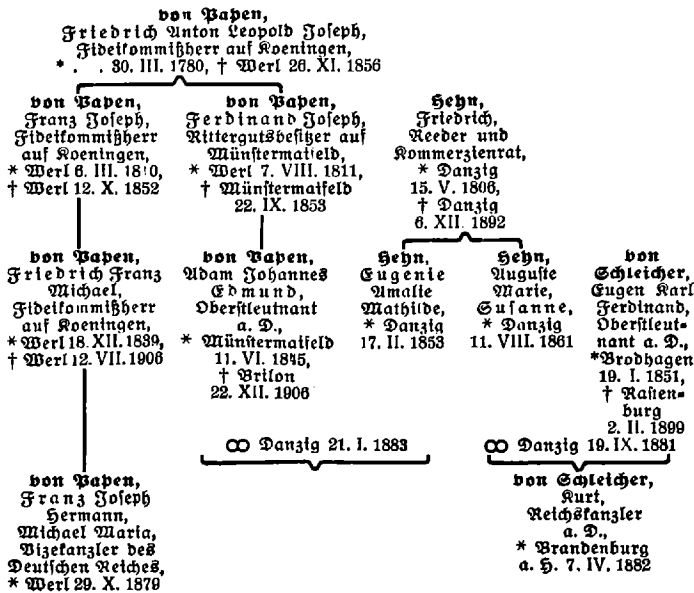 von Papen,
Friedrich Anton Leopold Joseph,
Fideikommißherr auf Koeningen,
* . . 30. III. 1780, † Werl 26. XI. 1856
von Papen,
Franz Joseph,
Fideikommißherr
auf Koeningen,
* Werl 6. III. 1810,
† Werl 12. X. 1852
von Papen,
Ferdinand Joseph,
Rittergutsbesitzer auf
Münstermaifeld,
* Werl 7. VIII. 1811,
† Münstermaifeld
22. IX. 1853
Hehn,
Friedrich,
Reeder und
Kommerzienrat,
* Danzig
15. V. 1806,
† Danzig
6. XII. 1892
von Papen,
Friedrich Franz
Michael,
Fideikommißherr
auf Koeningen,
* Werl 18. XII. 1839,
† Werl 12. VII. 1906
von Papen,
Adam Johannes
Edmund,
Oberstleutnant
a. D.,
* Münstermaifeld
11. VI. 1845,
† Brilon
22. XII. 1906
Hehn,
Eugenie
Amalie
Mathilde,
* Danzig
17. II. 1853
Hehn,
Auguste
Marie,
Susanne,
* Danzig
11. VIII. 1861
von
Schleicher,
Eugen Karl
Ferdinand,
Oberstleut-
nant a. D.,
*Brodhagen
19. I. 1851,
† Rasten-
burg
2. II. 1899
∞ Danzig 21. I. 1883
∞ Danzig 19. IX. 1881
von Papen,
Franz Joseph
Hermann,
Michael Maria,
Vizekanzler des
Deutschen Reiches,
* Werl 29. X. 1879
von Schleicher,
Kurt,
Reichskanzler
a. D.,
* Brandenburg
a. H. 7. IV. 1882